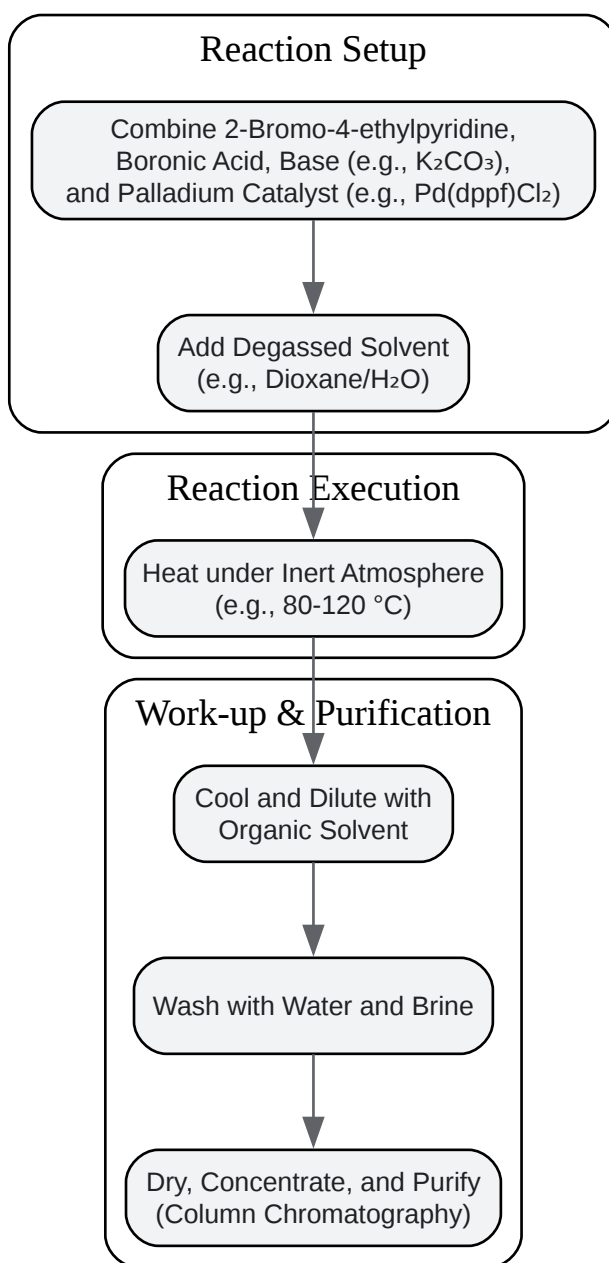 Reaction Setup
Combine 2-Bromo-4-ethylpyridine,
Boronic Acid, Base (e.g., K₂CO₃),
and Palladium Catalyst (e.g., Pd(dppf)Cl₂)
Add Degassed Solvent
(e.g., Dioxane/H₂O)
Reaction Execution
Heat under Inert Atmosphere
(e.g., 80-120 °C)
Work-up & Purification
Cool and Dilute with
Organic Solvent
Wash with Water and Brine
Dry, Concentrate, and Purify
(Column Chromatography)